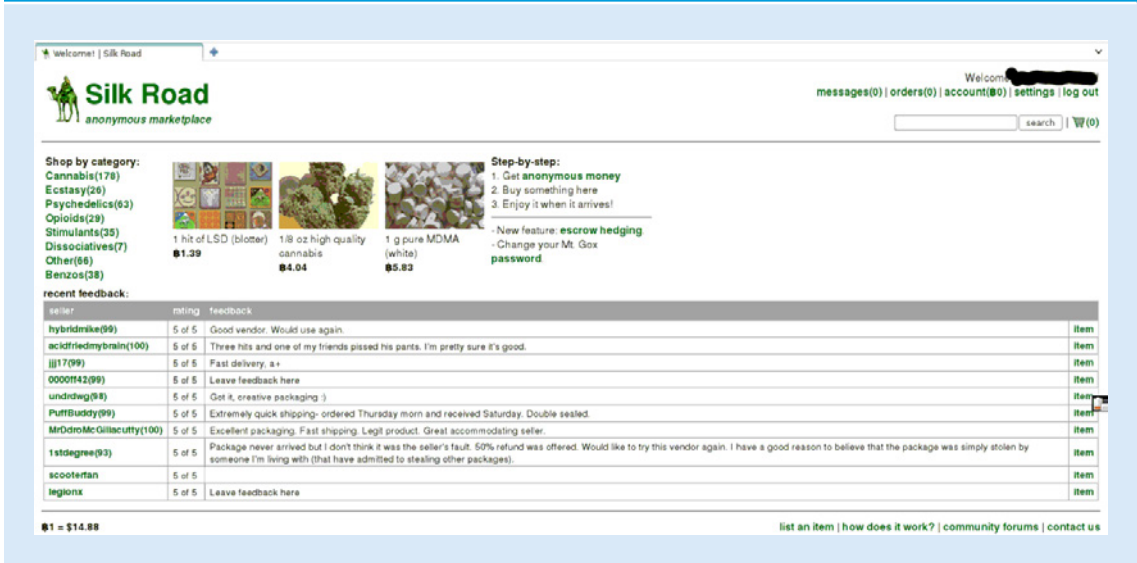 Welcome! | Silk Road
Silk Road
anonymous marketplace
Welcome
messages(0) | orders(0) | account(฿0) | settings | log out
search | (0)
Shop by category:
Cannabis(178)
Ecstasy(26)
Psychedelics(63)
Opioids(29)
Stimulants(35)
Dissociatives(7)
Other(66)
Benzos(38)
1 hit of LSD (blotter)
฿1.39
1/8 oz high quality
cannabis
฿4.04
1 g pure MDMA
(white)
฿5.83
Step-by-step:
1. Get anonymous money
2. Buy something here
3. Enjoy it when it arrives!
- New feature: escrow hedging
- Change your Mt. Gox
password
recent feedback:
seller rating feedback
hybridmike(99) 5 of 5 Good vendor. Would use again. item
acidfriedmybrain(100) 5 of 5 Three hits and one of my friends pissed his pants. I'm pretty sure it's good. item
jjj17(99) 5 of 5 Fast delivery, a+ item
0000ff42(99) 5 of 5 Leave feedback here item
undrdwg(98) 5 of 5 Got it, creative packaging :) item
PuffBuddy(99) 5 of 5 Extremely quick shipping- ordered Thursday morn and received Saturday. Double sealed. item
MrDdroMcGillacutty(100) 5 of 5 Excellent packaging. Fast shipping. Legit product. Great accommodating seller. item
1stdegree(93) 5 of 5 Package never arrived but I don't think it was the seller's fault. 50% refund was offered. Would like to try this vendor again. I have a good reason to believe that the package was simply stolen by
someone I'm living with (that have admitted to stealing other packages). item
scooterfan 5 of 5 item
legionx 5 of 5 Leave feedback here item
฿1 = $14.88
list an item | how does it work? | community forums | contact us